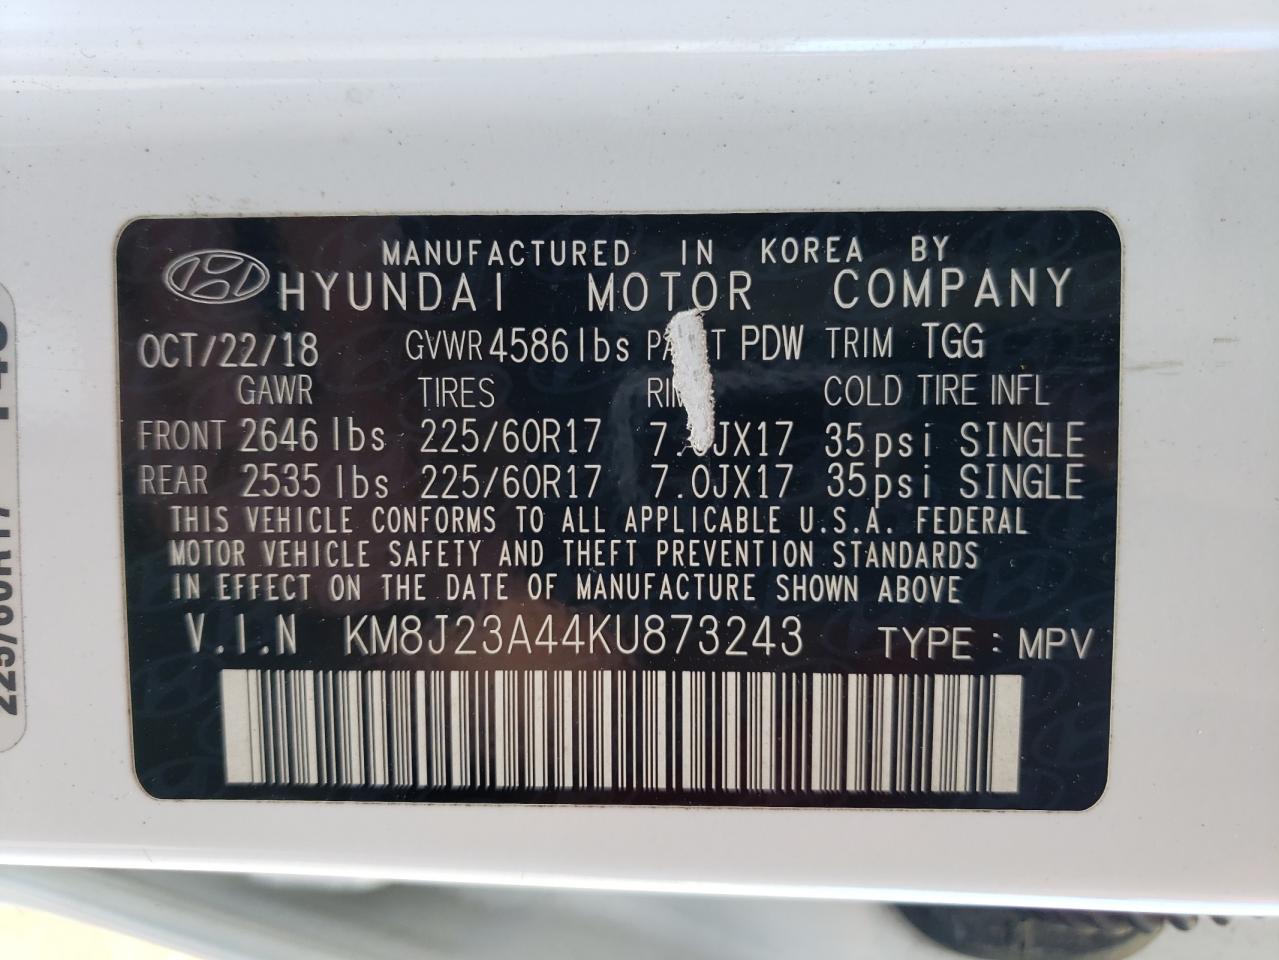 MANUFACTURED IN KOREA BY
HYUNDAI MOTOR COMPANY
OCT/22/18 GVWR 4586lbs PDW TRIM TGG
GAWR TIRES COLD TIRE INFL
FRONT 2646 lbs 225/60R17 35psi SINGLE
REAR 2535 lbs 225/60R17 7.0JX17 35psi SINGLE
THIS VEHICLE CONFORMS TO ALL APPLICABLE U.S.A. FEDERAL
MOTOR VEHICLE SAFETY AND THEFT PREVENTION STANDARDS
IN EFFECT ON THE DATE OF MANUFACTURE SHOWN ABOVE
V.I.N KM8J23A44KU873243 TYPE : MPV
225/60R17